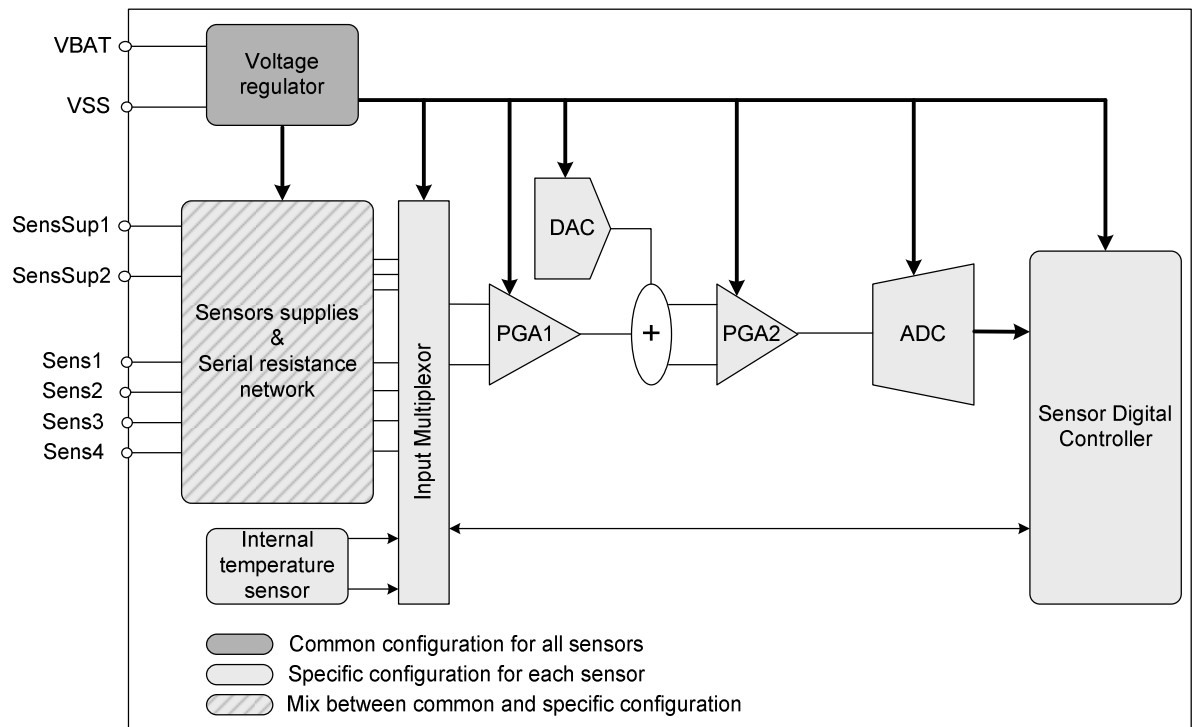 VBAT
Voltage
regulator
VSS
SensSup1
DAC
SensSup2
Sensors supplies
&
Serial resistance
network
PGA1
+
PGA2
ADC
Sens1
Sens2
Sens3
Sens4
Input Multiplexor
Sensor Digital
Controller
Internal
temperature
sensor
Common configuration for all sensors
Specific configuration for each sensor
Mix between common and specific configuration